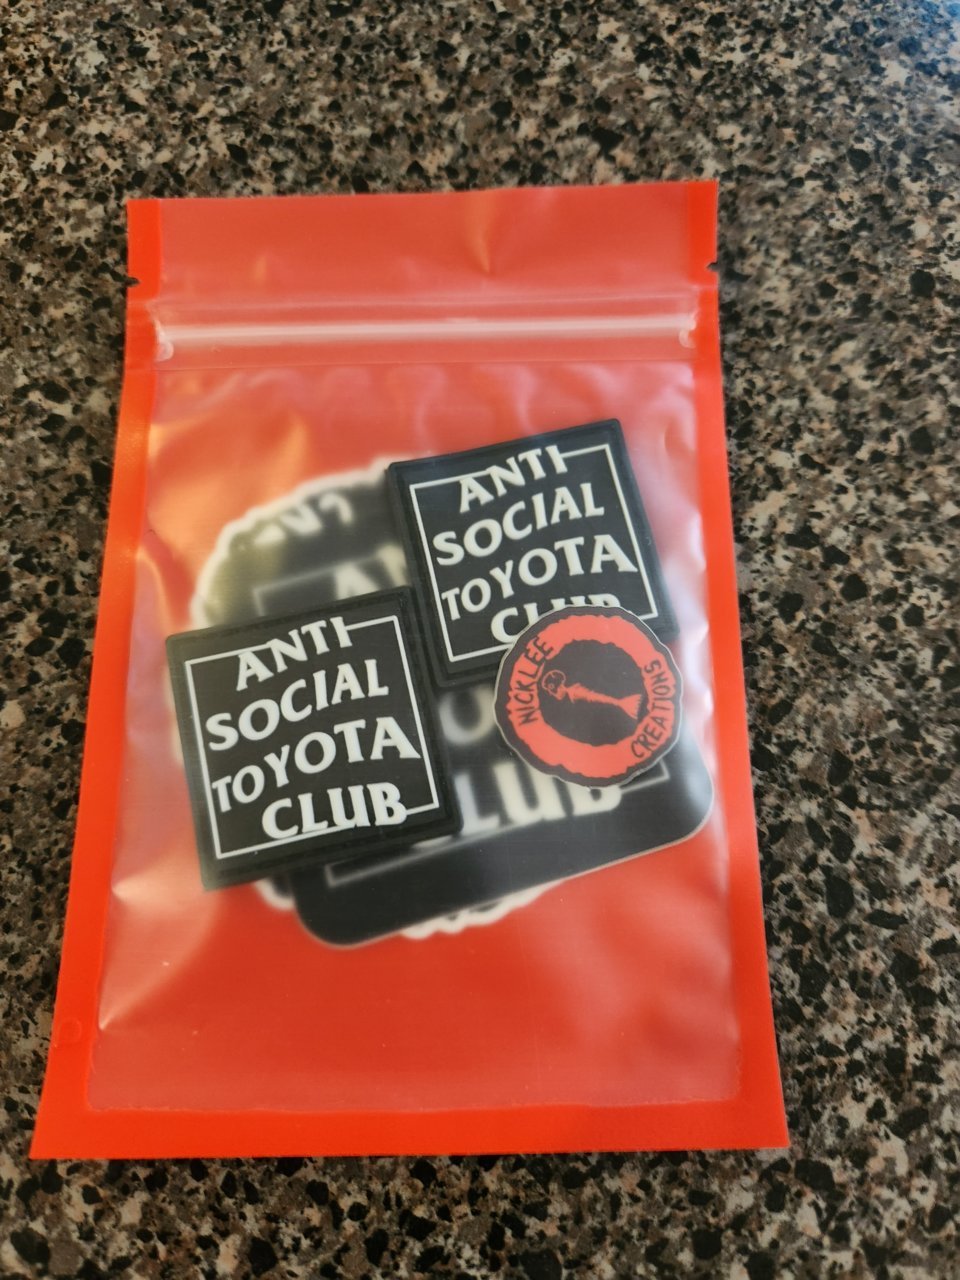 ANTI
SOCIAL
TOYOTA
CLUB
ANTI
SOCIAL
TOYOTA
CLUB
NICKLEE
CREATIONS
CLUB